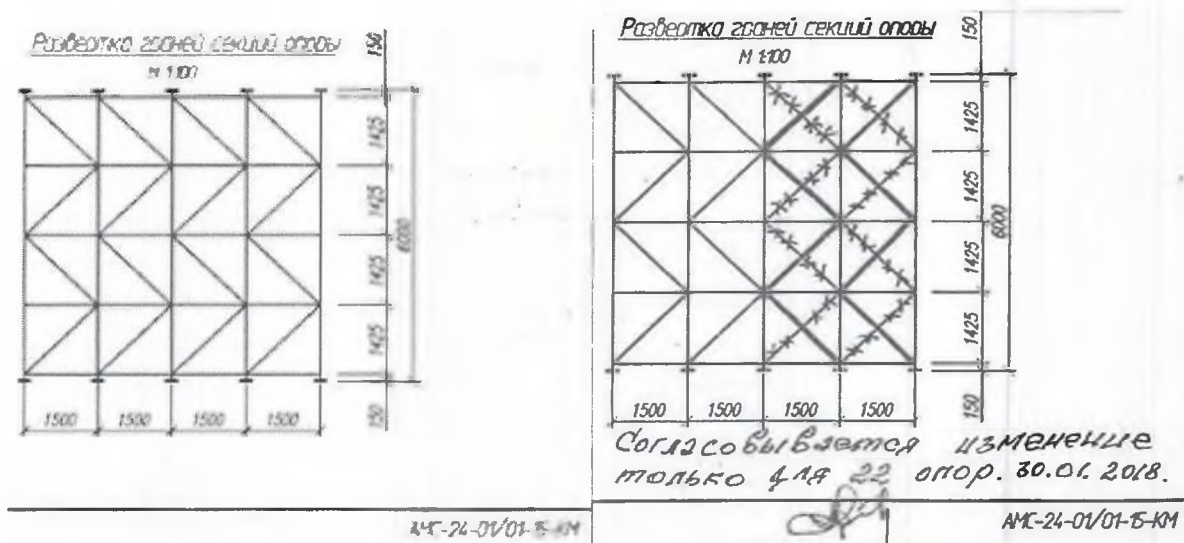 Развертка граней секций опоры
М 1:100
150
1425
1425
1425
1425
6000
150
1500 1500 1500 1500
АМС-24-01/01-15-КМ
Развертка граней секций опоры
М 1:100
150
1425
1425
1425
1425
6000
150
1500 1500 1500 1500
Согласовывается изменение
только для 22 опор. 30.01.2018.
АМС-24-01/01-15-КМ